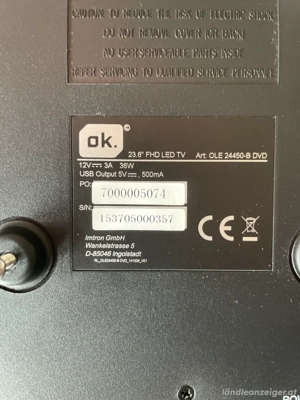 CAUTION: TO REDUCE THE RISK OF ELECTRIC SHOCK,
DO NOT REMOVE COVER (OR BACK)
NO USER-SERVICEABLE PARTS INSIDE
REFER SERVICING TO QUALIFIED SERVICE PERSONNEL
ok.
23.6" FHD LED TV Art: OLE 24450-B DVD
12V⎓ 3A 36W
USB Output 5V⎓, 500mA
PO: 7000005074
S/N: 153705000357
CE
Imtron GmbH
Wankelstrasse 5
D-85046 Ingolstadt
RL_OLE24450-B DVD_141009_V01
ländleanzeiger.at